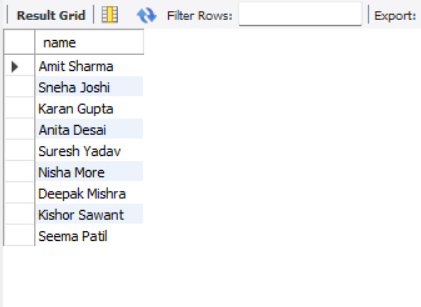 Result Grid Filter Rows: Export:
name
Amit Sharma
Sneha Joshi
Karan Gupta
Anita Desai
Suresh Yadav
Nisha More
Deepak Mishra
Kishor Sawant
Seema Patil